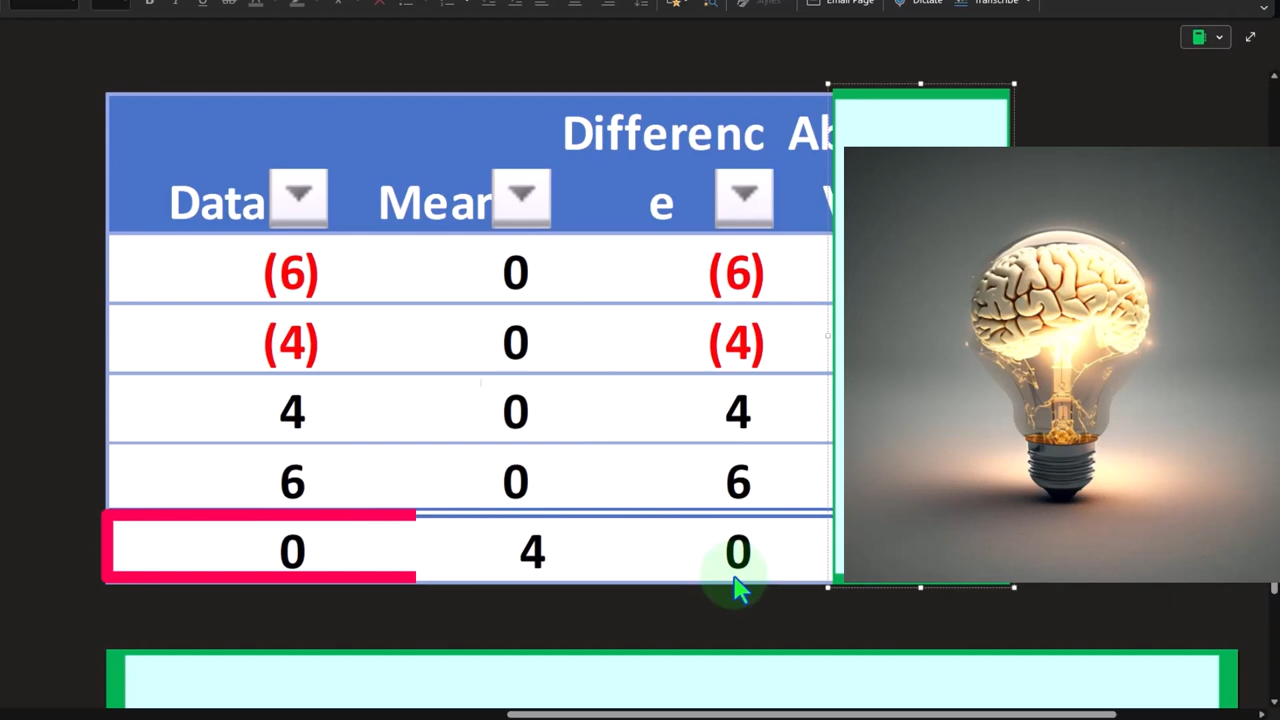 Email Page Dictate Transcribe
Differenc Ab
Data Mear e
(6) 0 (6)
(4) 0 (4)
4 0 4
6 0 6
0 4 0